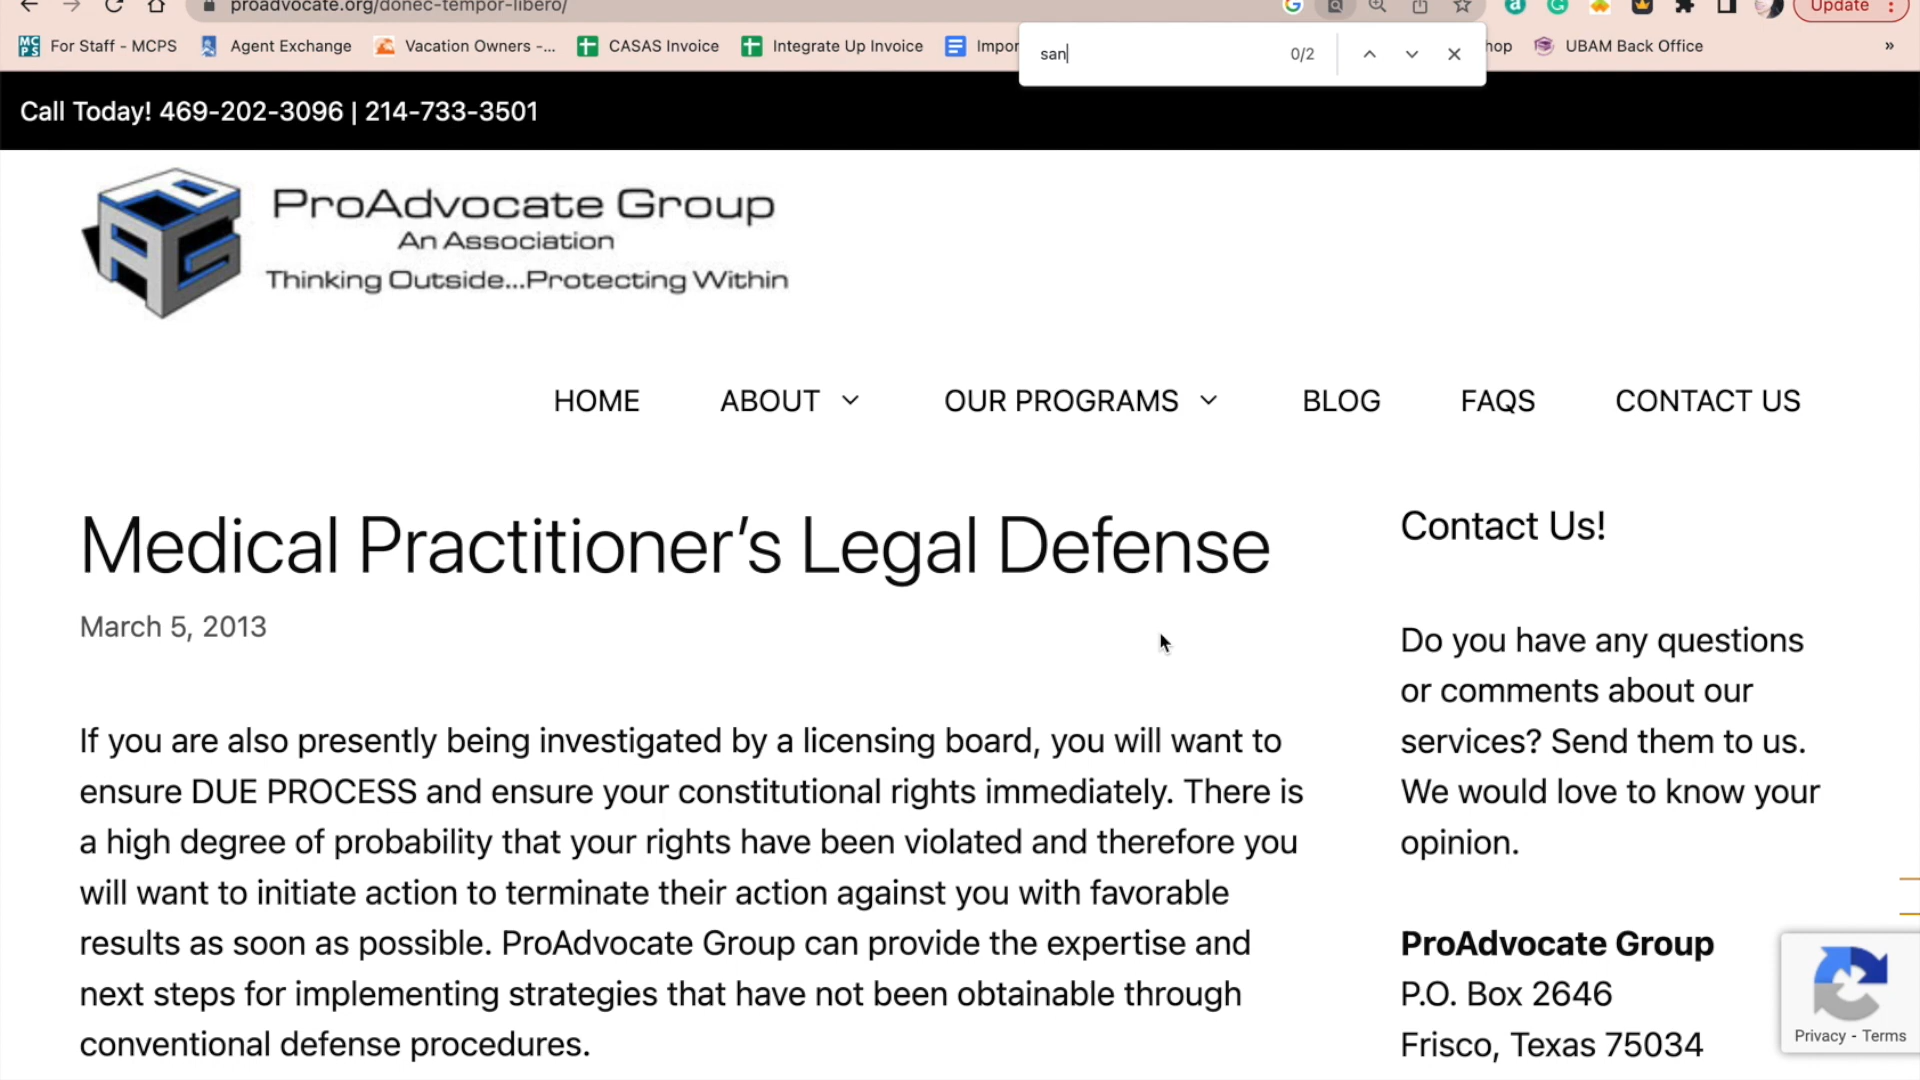 proadvocate.org/donec-tempor-libero/
Update
For Staff - MCPS
Agent Exchange
Vacation Owners -...
CASAS Invoice
Integrate Up Invoice
Impor
hop
UBAM Back Office
»
san
0/2
Call Today! 469-202-3096 | 214-733-3501
ProAdvocate Group
An Association
Thinking Outside...Protecting Within
HOME
ABOUT
OUR PROGRAMS
BLOG
FAQS
CONTACT US
Medical Practitioner’s Legal Defense
March 5, 2013
If you are also presently being investigated by a licensing board, you will want to
ensure DUE PROCESS and ensure your constitutional rights immediately. There is
a high degree of probability that your rights have been violated and therefore you
will want to initiate action to terminate their action against you with favorable
results as soon as possible. ProAdvocate Group can provide the expertise and
next steps for implementing strategies that have not been obtainable through
conventional defense procedures.
Contact Us!
Do you have any questions
or comments about our
services? Send them to us.
We would love to know your
opinion.
ProAdvocate Group
P.O. Box 2646
Frisco, Texas 75034
Privacy - Terms